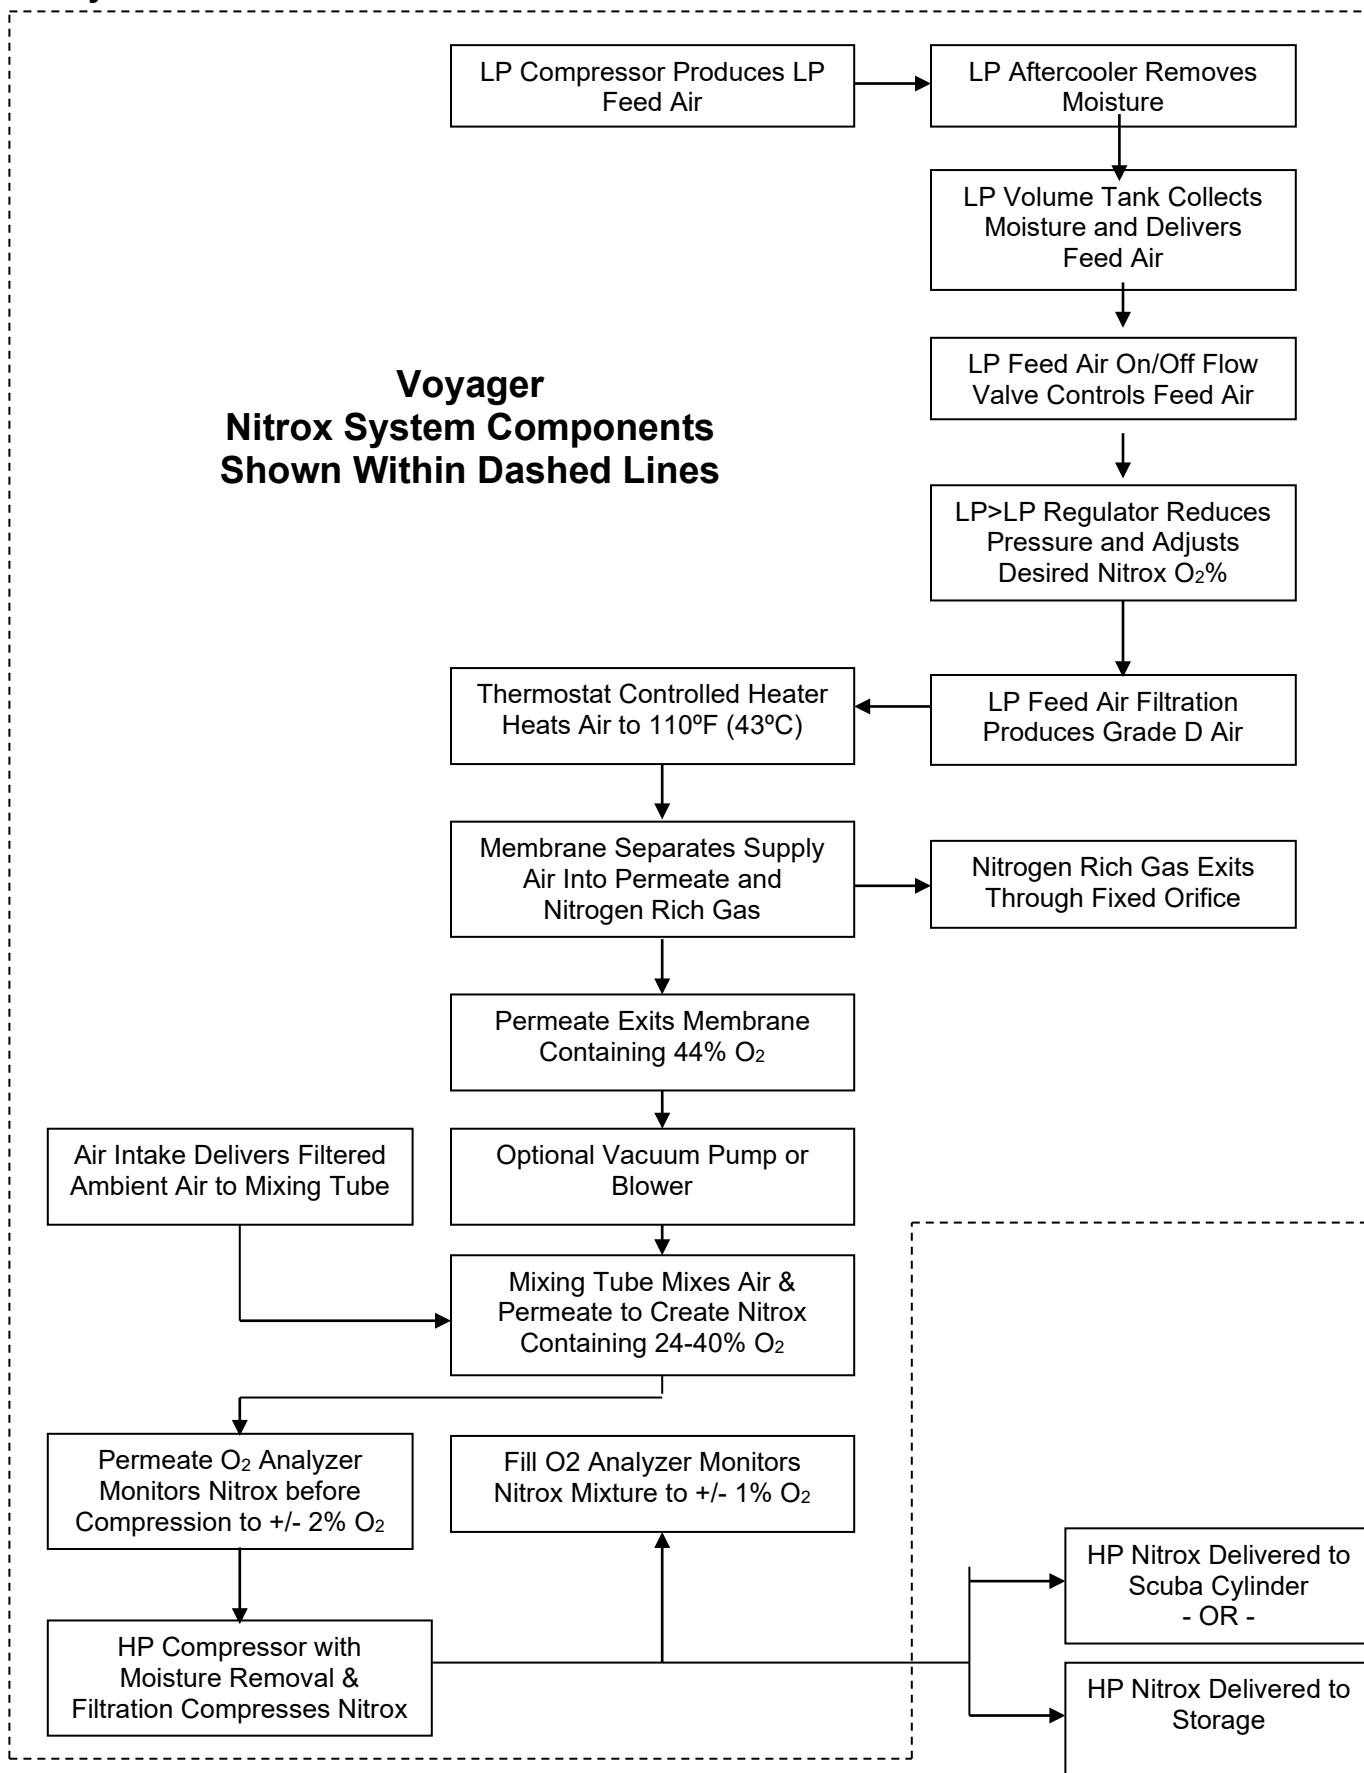 LP Compressor Produces LP
Feed Air
LP Aftercooler Removes
Moisture
LP Volume Tank Collects
Moisture and Delivers
Feed Air
LP Feed Air On/Off Flow
Valve Controls Feed Air
Voyager
Nitrox System Components
Shown Within Dashed Lines
LP>LP Regulator Reduces
Pressure and Adjusts
Desired Nitrox O₂%
Thermostat Controlled Heater
Heats Air to 110ºF (43ºC)
LP Feed Air Filtration
Produces Grade D Air
Membrane Separates Supply
Air Into Permeate and
Nitrogen Rich Gas
Nitrogen Rich Gas Exits
Through Fixed Orifice
Permeate Exits Membrane
Containing 44% O₂
Air Intake Delivers Filtered
Ambient Air to Mixing Tube
Optional Vacuum Pump or
Blower
Mixing Tube Mixes Air &
Permeate to Create Nitrox
Containing 24-40% O₂
Permeate O₂ Analyzer
Monitors Nitrox before
Compression to +/- 2% O₂
Fill O2 Analyzer Monitors
Nitrox Mixture to +/- 1% O₂
HP Nitrox Delivered to
Scuba Cylinder
- OR -
HP Compressor with
Moisture Removal &
Filtration Compresses Nitrox
HP Nitrox Delivered to
Storage